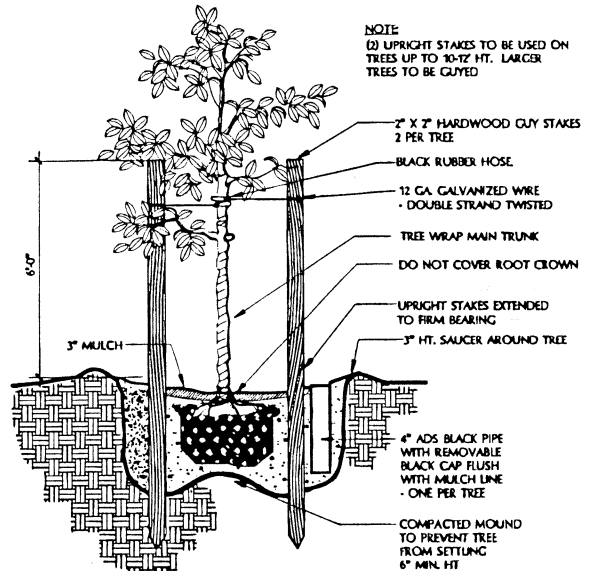 NOTE
(2) UPRIGHT STAKES TO BE USED ON
TREES UP TO 10-12' HT. LARGER
TREES TO BE GUYED
2" X 2" HARDWOOD GUY STAKES
2 PER TREE
BLACK RUBBER HOSE
12 GA. GALVANIZED WIRE
- DOUBLE STRAND TWISTED
TREE WRAP MAIN TRUNK
DO NOT COVER ROOT CROWN
6'-0"
UPRIGHT STAKES EXTENDED
TO FIRM BEARING
3" MULCH
3" HT. SAUCER AROUND TREE
4" ADS BLACK PIPE
WITH REMOVABLE
BLACK CAP FLUSH
WITH MULCH LINE
- ONE PER TREE
COMPACTED MOUND
TO PREVENT TREE
FROM SETTLING
6" MIN. HT